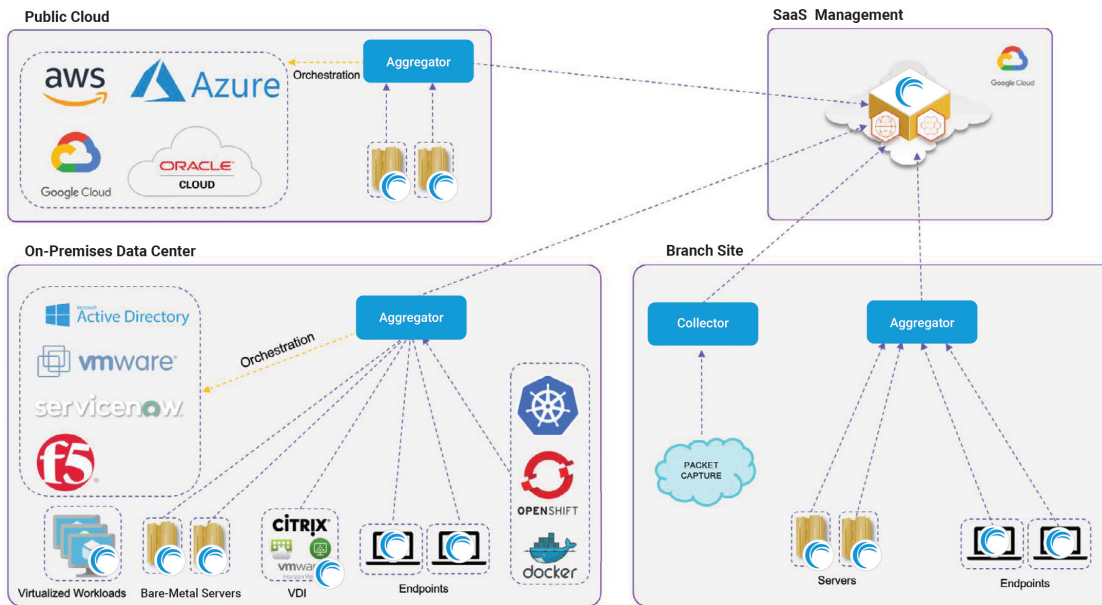 Public Cloud
SaaS Management
aws
Azure
Orchestration
Aggregator
Google Cloud
Google Cloud
ORACLE
CLOUD
On-Premises Data Center
Branch Site
Microsoft
Active Directory
vmware
servicenow
f5
Orchestration
Aggregator
OPENSHIFT
docker
Collector
Aggregator
PACKET
CAPTURE
CITRIX
vmware
Virtualized Workloads
Bare-Metal Servers
VDI
Endpoints
Servers
Endpoints